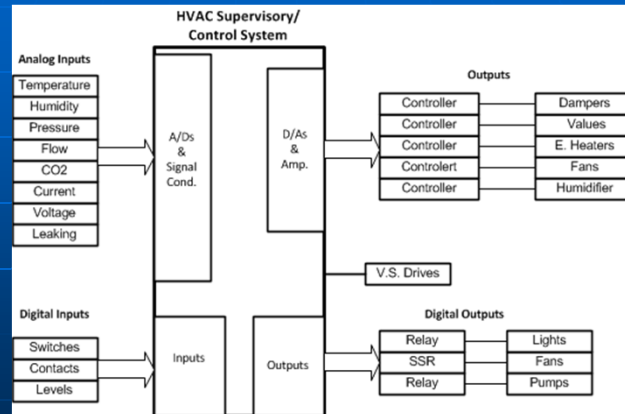 HVAC Supervisory/
Control System
Analog Inputs
Temperature
Humidity
Pressure
Flow
CO2
Current
Voltage
Leaking
A/Ds
&
Signal
Cond.
D/As
&
Amp.
Outputs
Controller Dampers
Controller Values
Controller E. Heaters
Controlert Fans
Controller Humidifier
V.S. Drives
Digital Inputs
Switches
Contacts
Levels
Inputs
Outputs
Digital Outputs
Relay Lights
SSR Fans
Relay Pumps